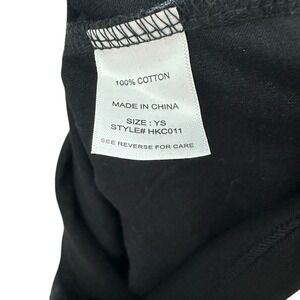 100% COTTON
MADE IN CHINA
SIZE : YS
STYLE# HKC011
SEE REVERSE FOR CARE